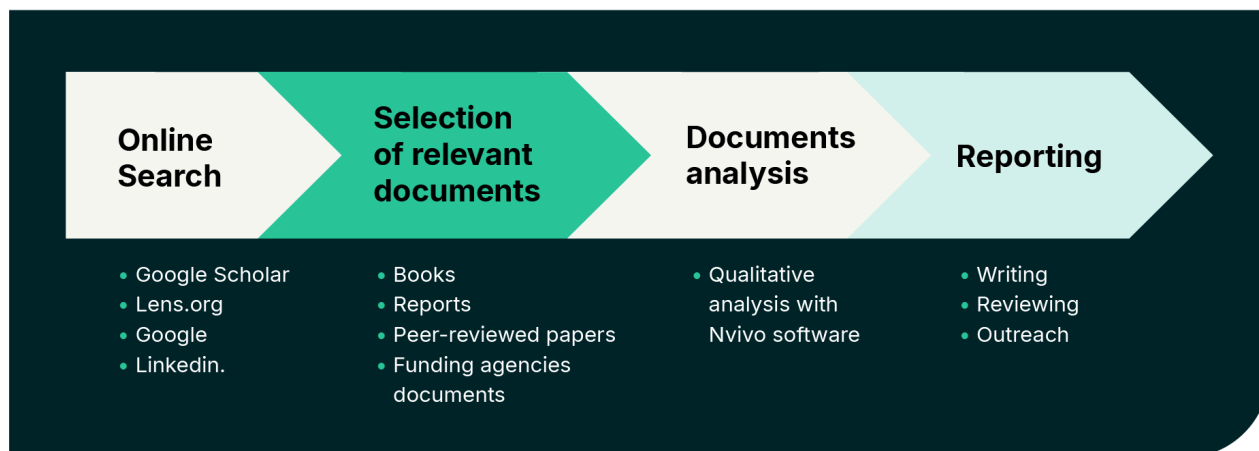 Online
Search
Selection
of relevant
documents
Documents
analysis
Reporting
• Google Scholar
• Lens.org
• Google
• Linkedin.
• Books
• Reports
• Peer-reviewed papers
• Funding agencies
documents
• Qualitative
analysis with
Nvivo software
• Writing
• Reviewing
• Outreach